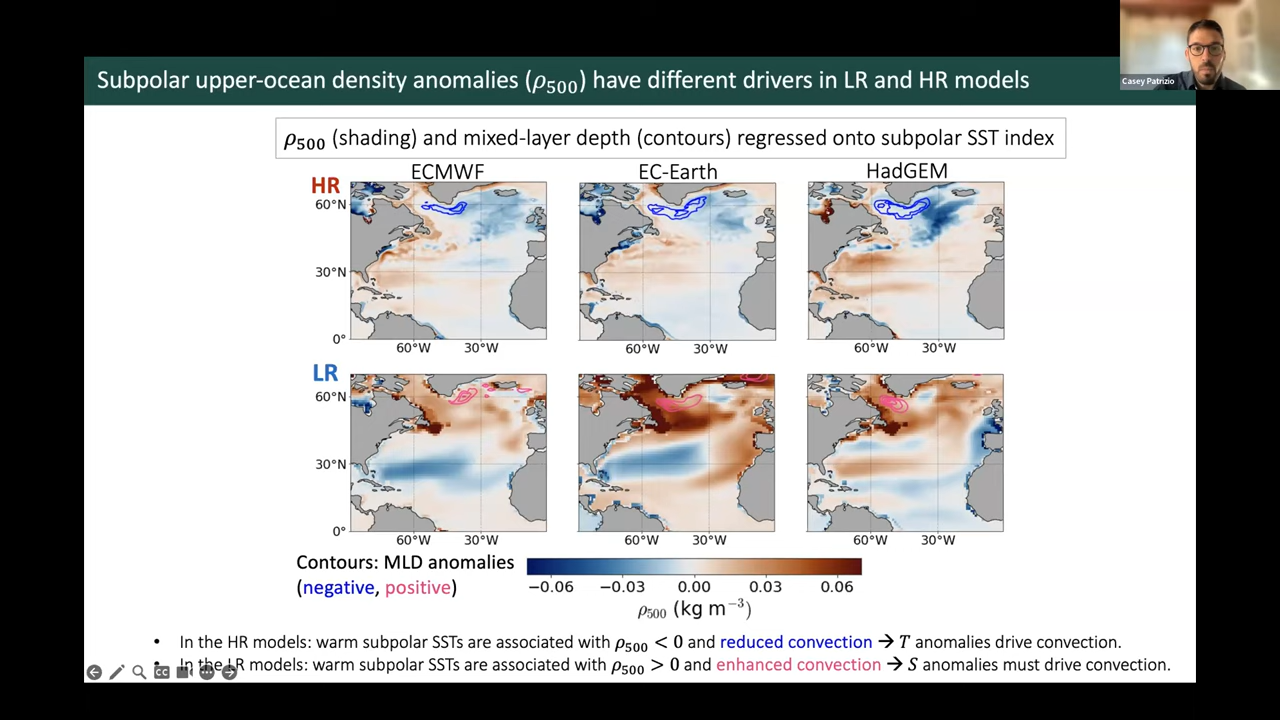 Casey Patrizio
Subpolar upper-ocean density anomalies (ρ500) have different drivers in LR and HR models
ρ500 (shading) and mixed-layer depth (contours) regressed onto subpolar SST index
ECMWF EC-Earth HadGEM
HR
60°N
30°N
0°
60°W 30°W 60°W 30°W 60°W 30°W
LR
60°N
30°N
0°
60°W 30°W 60°W 30°W 60°W 30°W
Contours: MLD anomalies
(negative, positive)
−0.06 −0.03 0.00 0.03 0.06
ρ500 (kg m⁻³)
• In the HR models: warm subpolar SSTs are associated with ρ500 < 0 and reduced convection → T anomalies drive convection.
• In the LR models: warm subpolar SSTs are associated with ρ500 > 0 and enhanced convection → S anomalies must drive convection.
CC